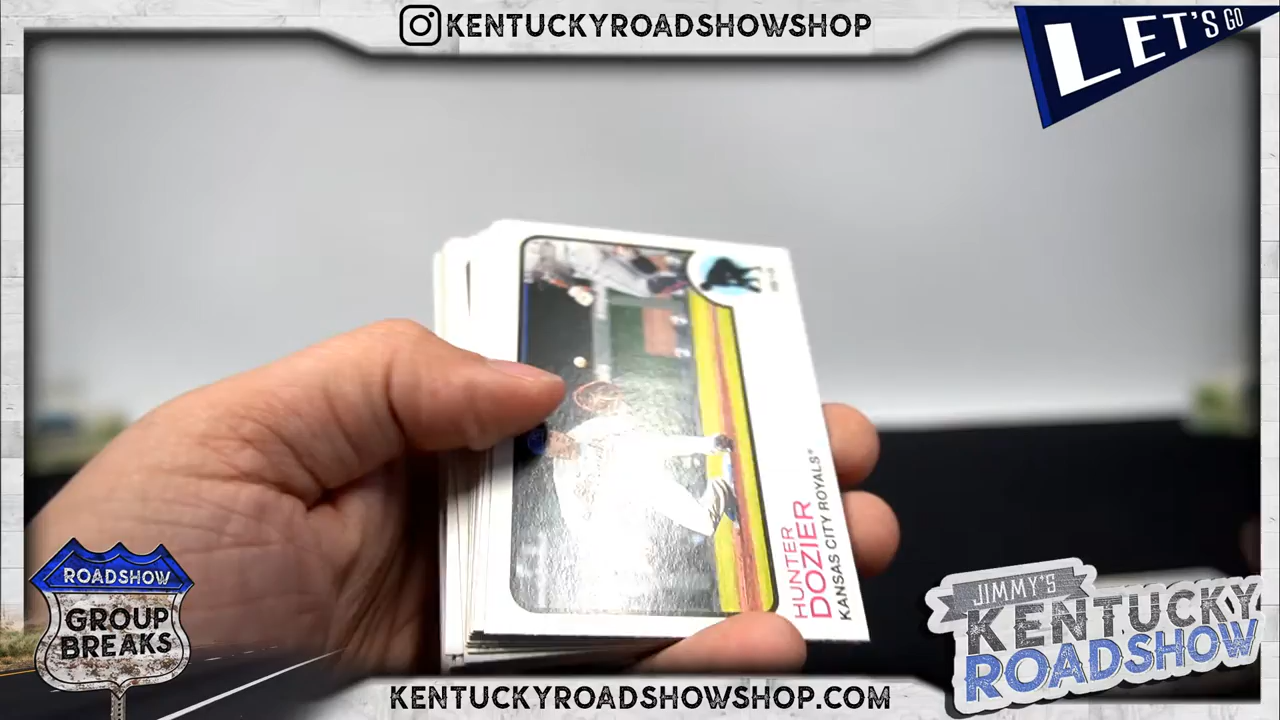 KENTUCKYROADSHOWSHOP
LET'S GO
HUNTER
DOZIER
KANSAS CITY ROYALS®
ROADSHOW
GROUP
BREAKS
JIMMY'S
KENTUCKY
ROADSHOW
KENTUCKYROADSHOWSHOP.COM